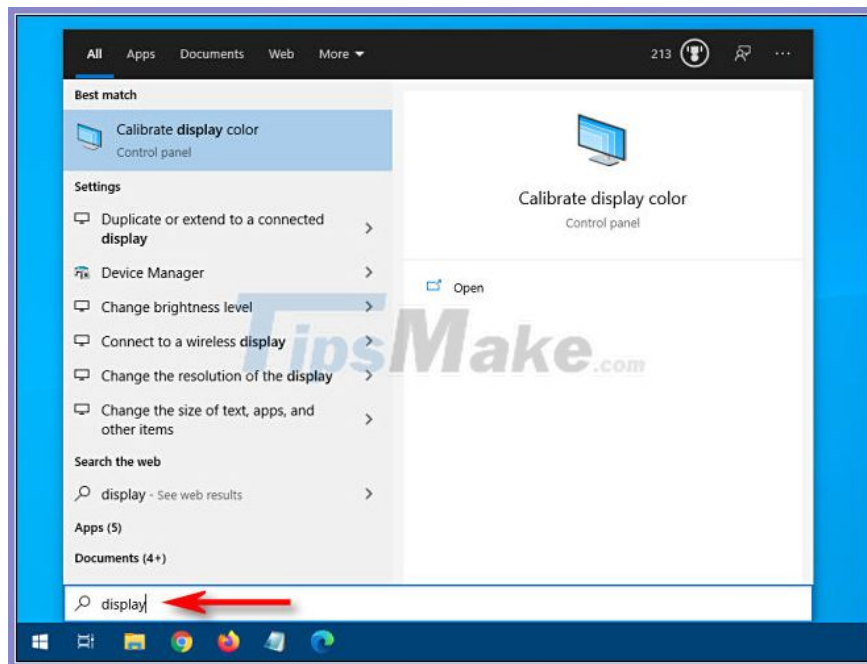 All Apps Documents Web More
213
Best match
Calibrate display color
Control panel
Settings
Duplicate or extend to a connected
display
Device Manager
Change brightness level
Connect to a wireless display
Change the resolution of the display
Change the size of text, apps, and
other items
Search the web
display - See web results
Apps (5)
Documents (4+)
display
Calibrate display color
Control panel
Open
TipsMake.com